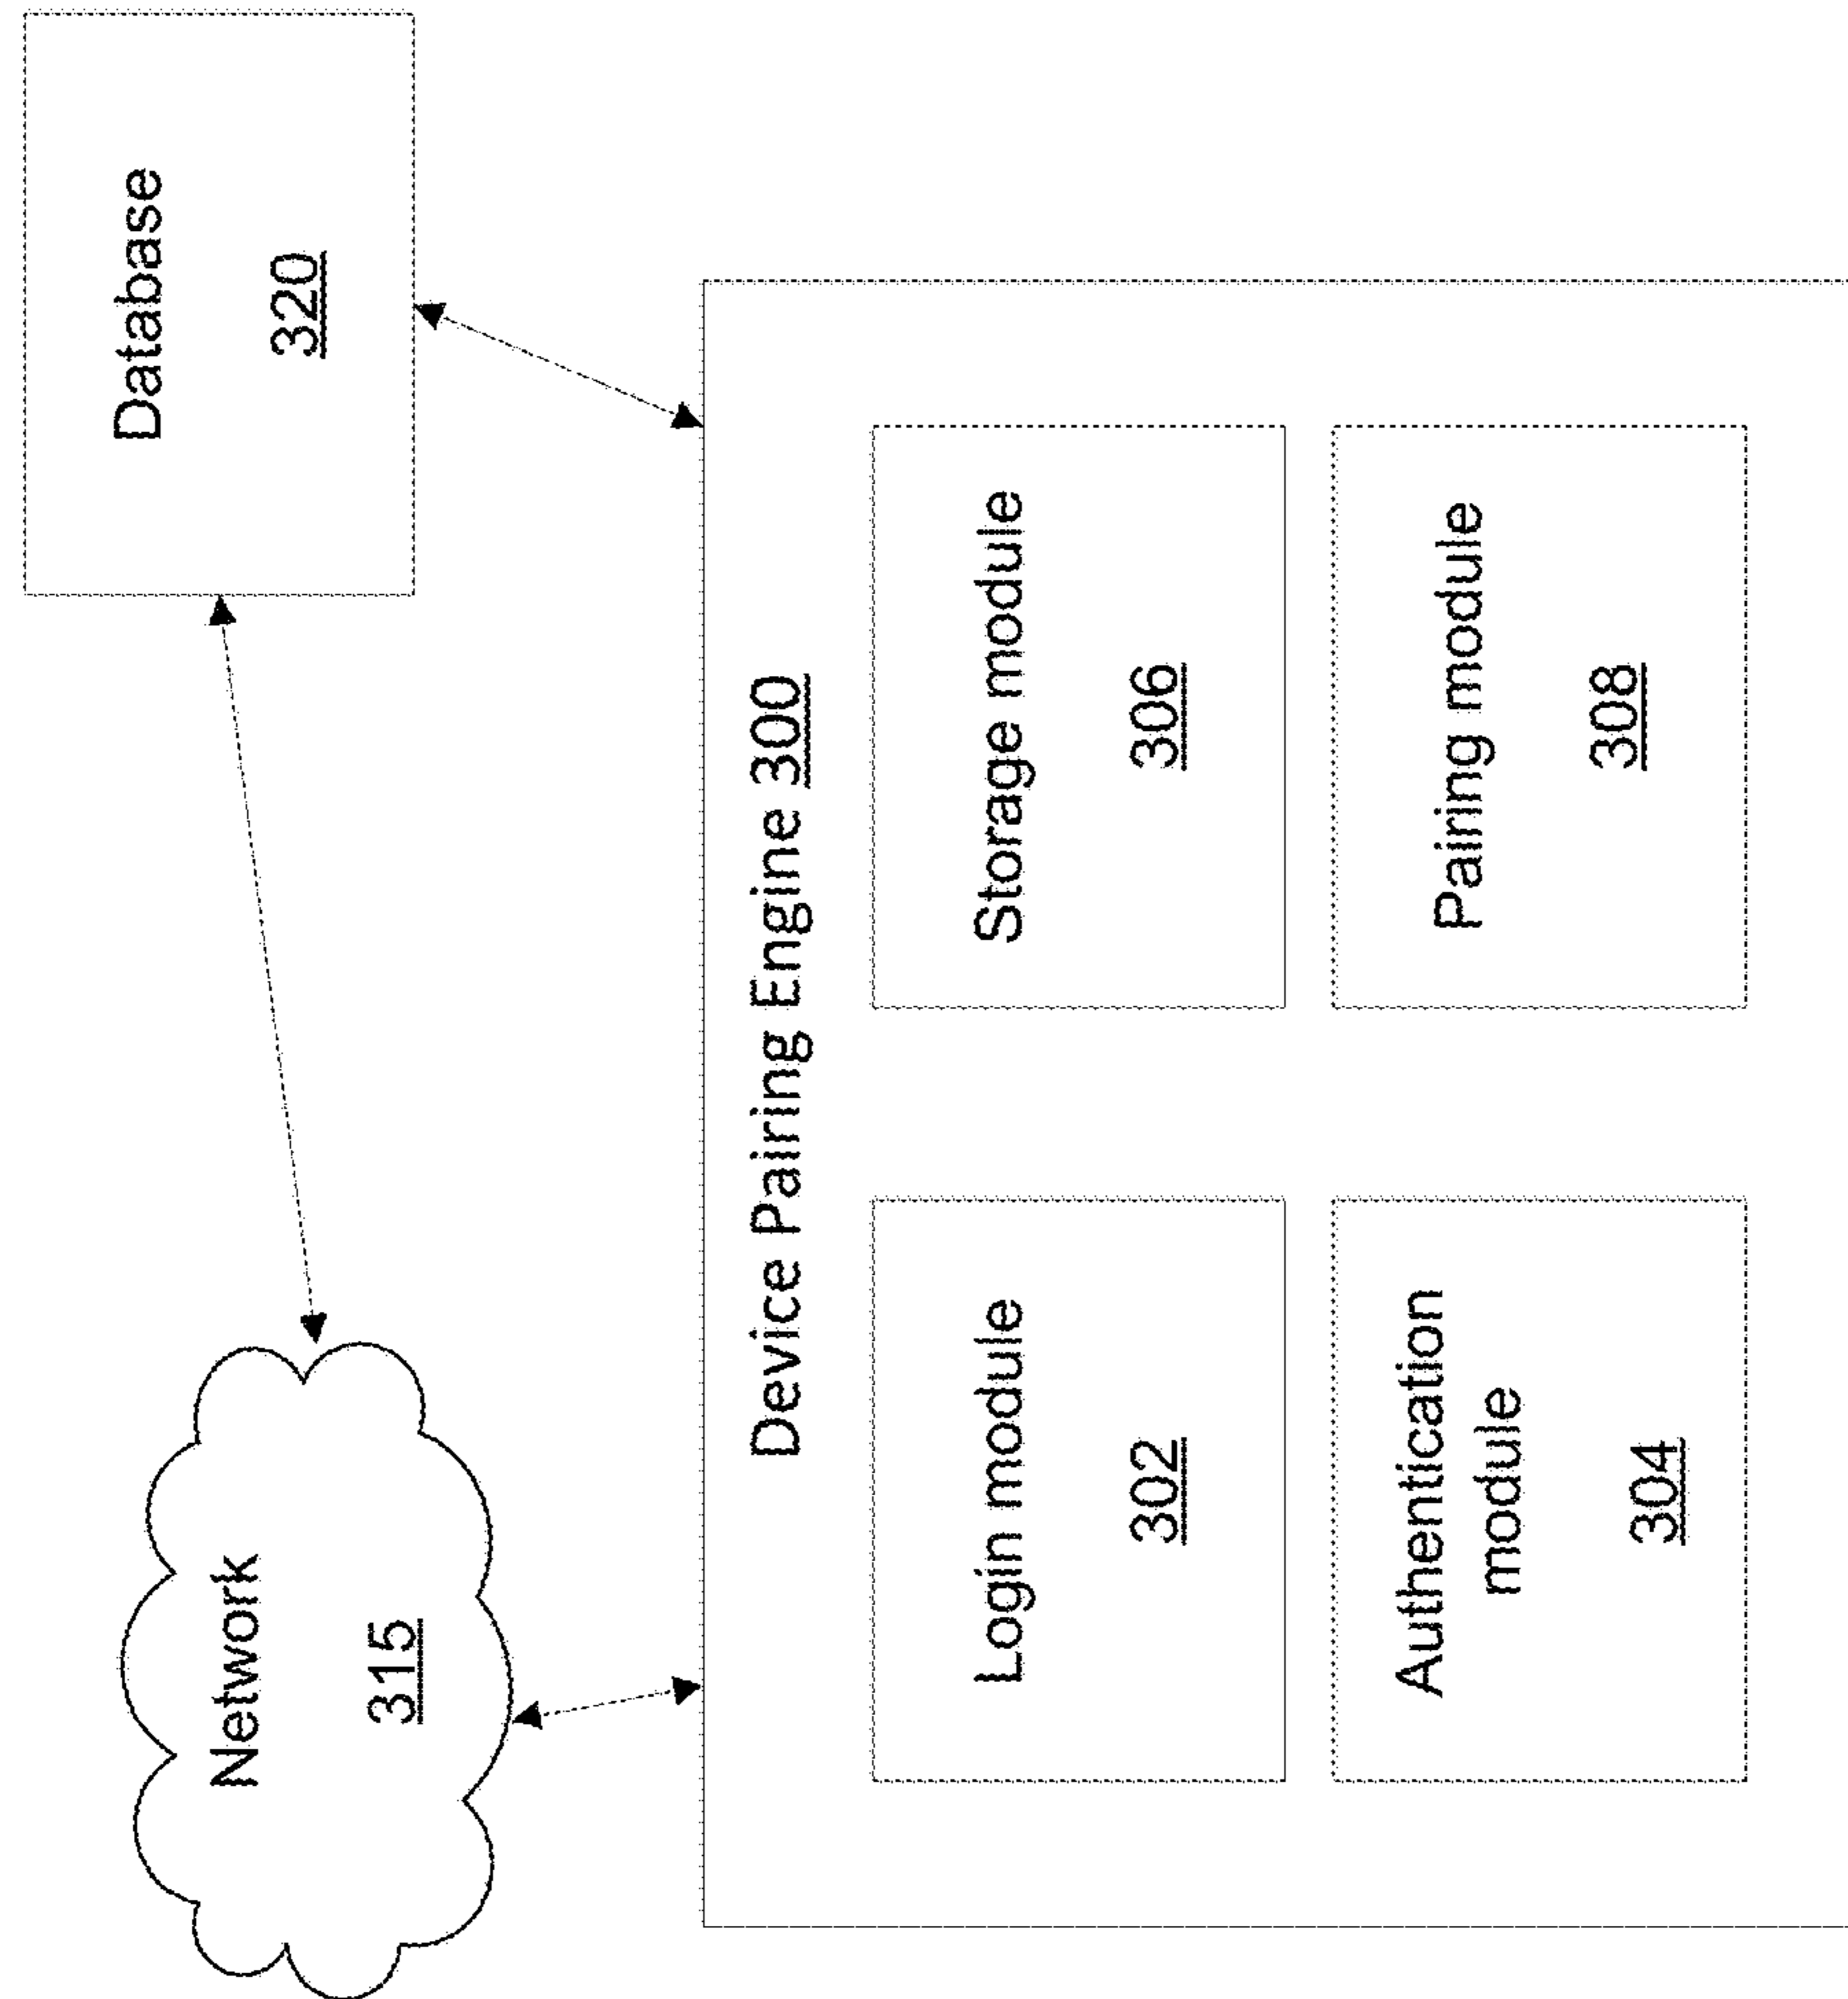 Network
315
Database
320
Device Pairing Engine 300
Login module
302
Storage module
306
Authentication
module
304
Pairing module
308